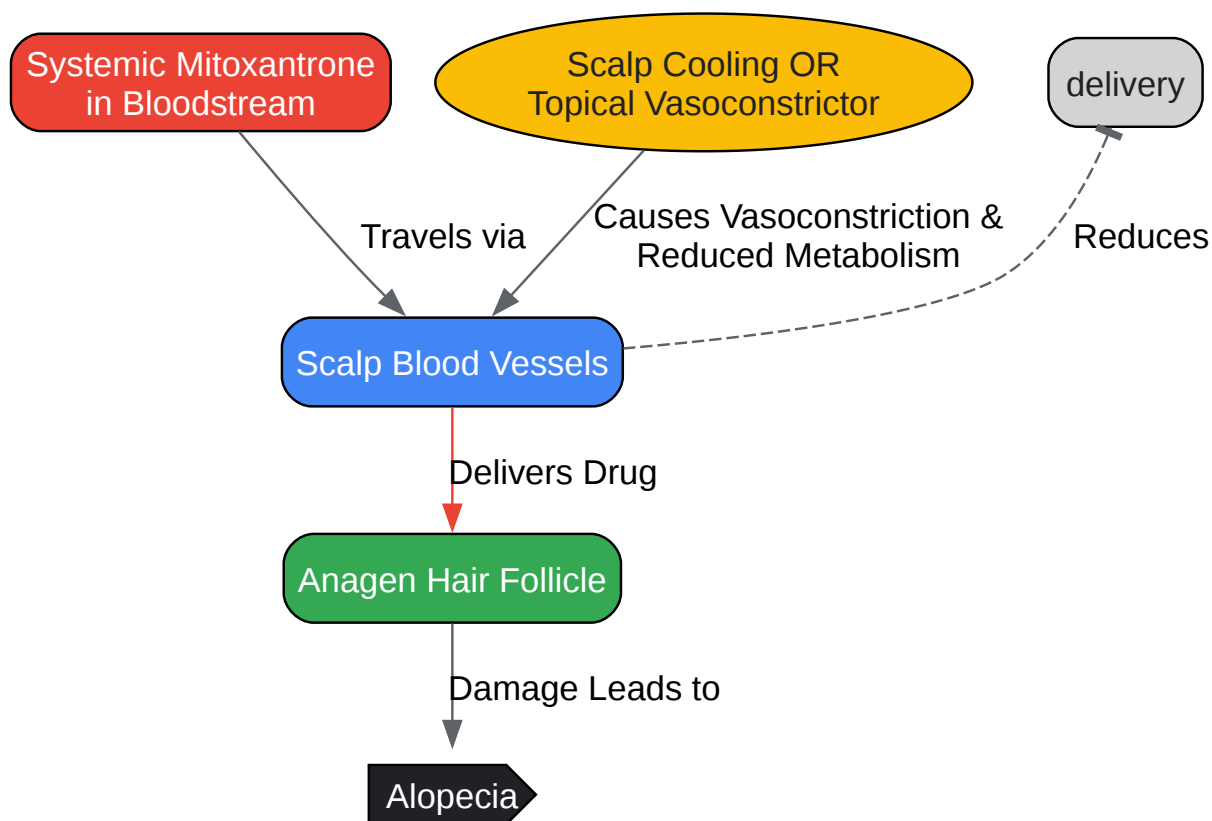 Systemic Mitoxantrone
in Bloodstream
Scalp Cooling OR
Topical Vasoconstrictor
delivery
Travels via
Causes Vasoconstriction &
Reduced Metabolism
Reduces
Scalp Blood Vessels
Delivers Drug
Anagen Hair Follicle
Damage Leads to
Alopecia